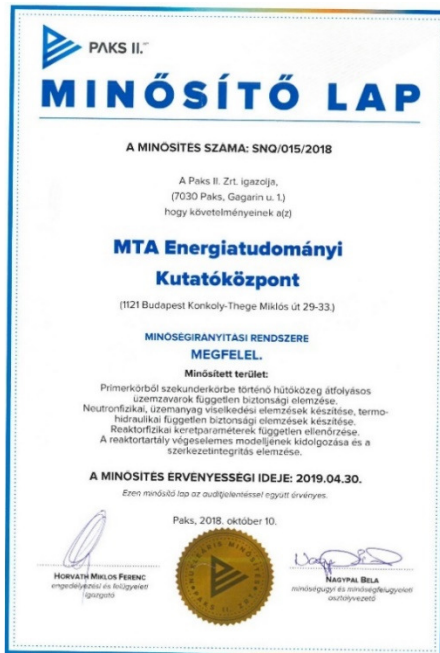 PAKS II.
MINŐSÍTŐ LAP
A MINŐSÍTÉS SZÁMA: SNQ/015/2018
A Paks II. Zrt. igazolja,
(7030 Paks, Gagarin u. 1.)
hogy követelményeinek a(z)
MTA Energiatudományi
Kutatóközpont
(1121 Budapest Konkoly-Thege Miklós út 29-33.)
MINŐSÉGIRÁNYÍTÁSI RENDSZERE
MEGFELEL.
Minősített terület:
Primerkörből szekunderkörbe történő hűtőközeg átfolyásos
üzemzavarok független biztonsági elemzése.
Neutronfizikai, üzemanyag viselkedési elemzések készítése, termo-
hidraulikai független biztonsági elemzések készítése.
Reaktorfizikai keretparaméterek független ellenőrzése.
A reaktortartály végeselemes modelljének kidolgozása és a
szerkezetintegritás elemzése.
A MINŐSÍTÉS ÉRVÉNYESSÉGI IDEJE: 2019.04.30.
Ezen minősítő lap az auditjelentéssel együtt érvényes.
Paks, 2018. október 10.
HORVÁTH MIKLÓS FERENC
engedélyezési és felügyeleti
igazgató
NUKLEÁRIS MINŐSÍTÉS
PAKS II. ZRT.
NAGYPÁL BÉLA
minőségügyi és minőségfelügyeleti
osztályvezető